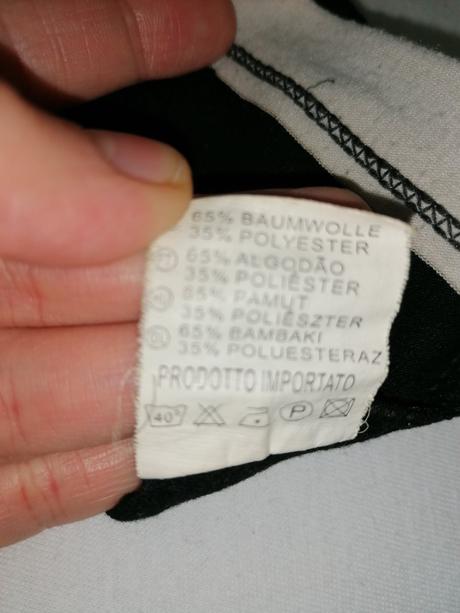 65% BAUMWOLLE
35% POLYESTER
PT 65% ALGODÃO
35% POLIÉSTER
65% PAMUT
35% POLIÉSZTER
65% BAMBAKI
35% POLUESTERAZ
PRODOTTO IMPORTATO
40° P